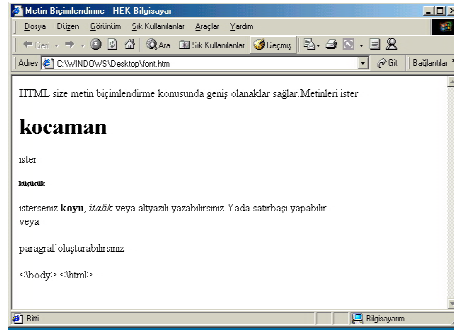 Metin Biçimlendirme - HEK Bilgisayar
Dosya Düzen Görünüm Sık Kullanılanlar Araçlar Yardım
Geri Ara Sık Kullanılanlar Geçmiş
Adres C:\WINDOWS\Desktop\font.htm Git Bağlantılar
HTML size metin biçimlendirme konusunda geniş olanaklar sağlar.Metinleri ister
kocaman
ister
küçücük
isterseniz koyu, italik veya altyazılı yazabilirsiniz.Yada satırbaşı yapabilir
veya
paragraf oluşturabilirsiniz
<\body> <\html>
Bitti Bilgisayarım